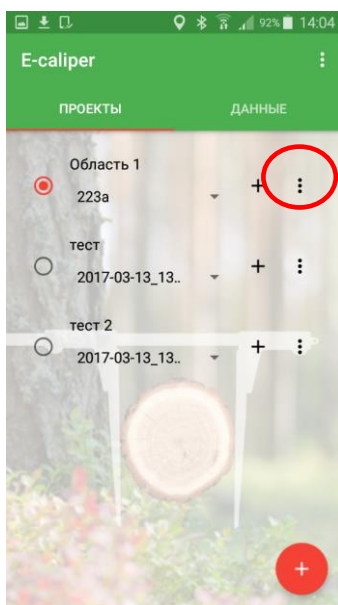 92% 14:04
E-caliper
ПРОЕКТЫ ДАННЫЕ
Область 1
223a
тест
2017-03-13_13..
тест 2
2017-03-13_13..